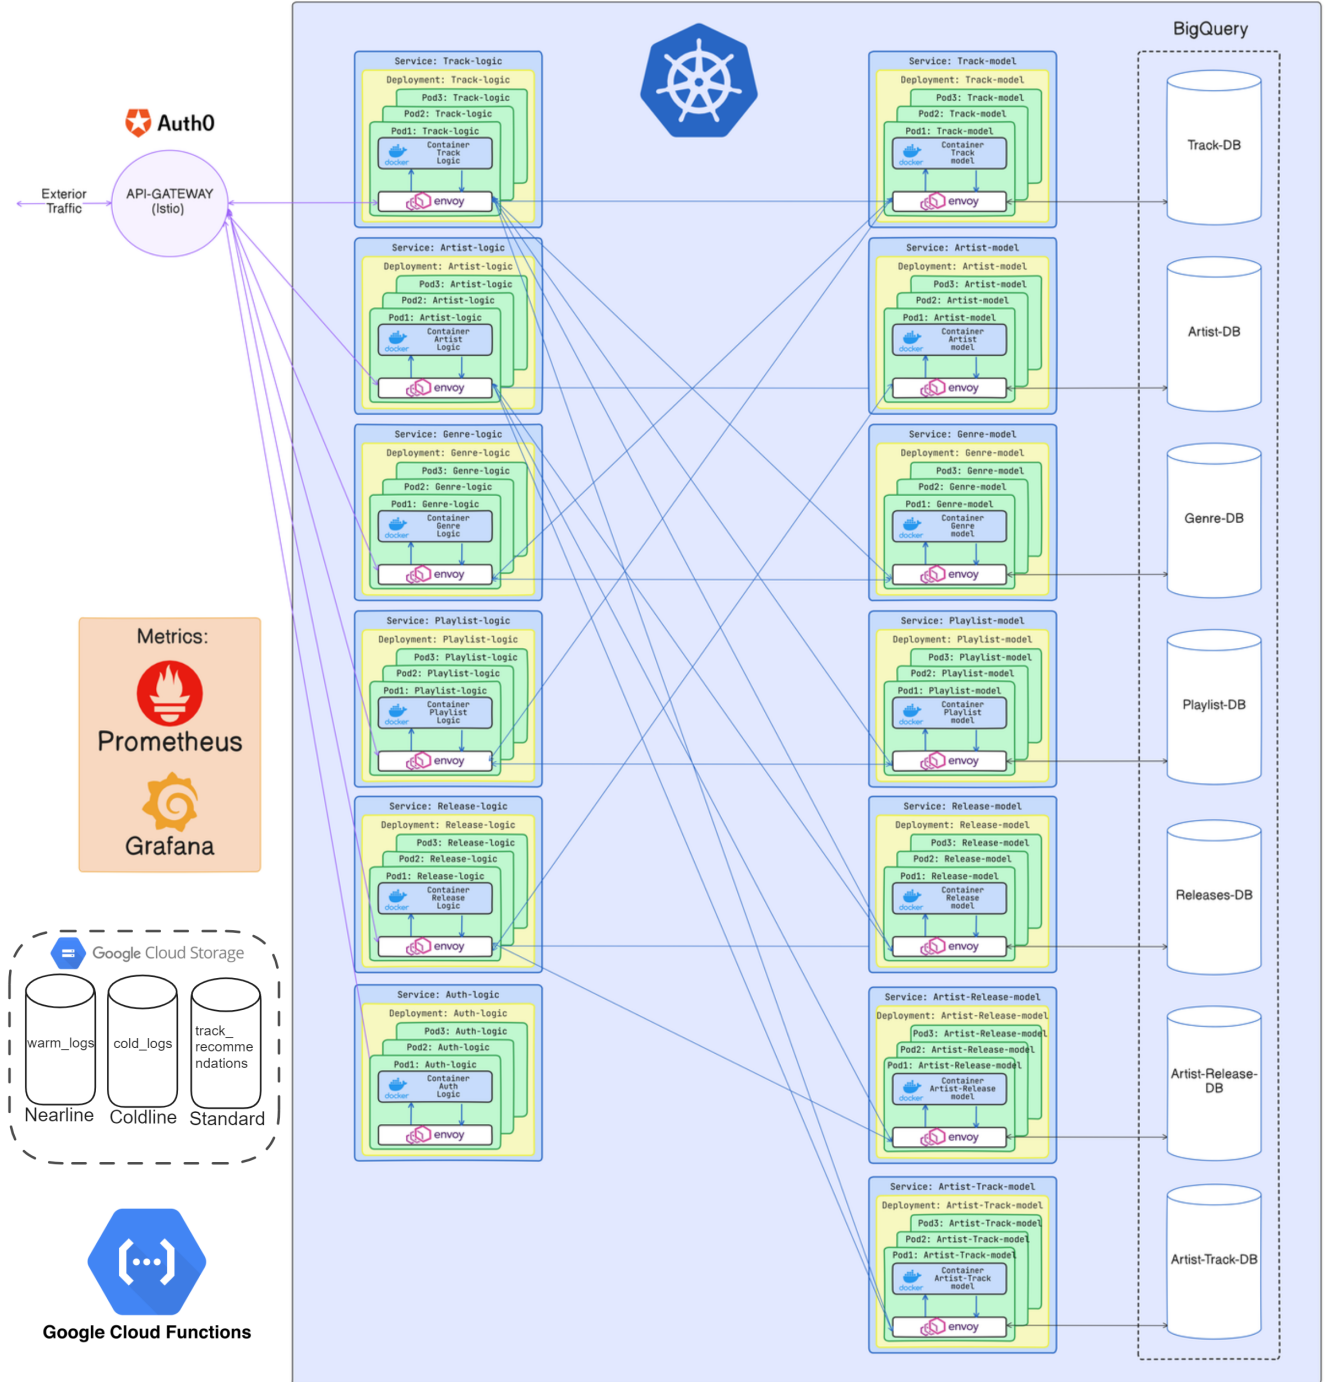 Auth0
Exterior
Traffic
API-GATEWAY
(Istio)
Metrics:
Prometheus
Grafana
Google Cloud Storage
warm_logs
cold_logs
track_
recomme
ndations
Nearline
Coldline
Standard
Google Cloud Functions
Service: Track-logic
Deployment: Track-logic
Pod3: Track-logic
Pod2: Track-logic
Pod1: Track-logic
docker
Container
Track
Logic
envoy
Service: Artist-logic
Deployment: Artist-logic
Pod3: Artist-logic
Pod2: Artist-logic
Pod1: Artist-logic
docker
Container
Artist
Logic
envoy
Service: Genre-logic
Deployment: Genre-logic
Pod3: Genre-logic
Pod2: Genre-logic
Pod1: Genre-logic
docker
Container
Genre
Logic
envoy
Service: Playlist-logic
Deployment: Playlist-logic
Pod3: Playlist-logic
Pod2: Playlist-logic
Pod1: Playlist-logic
docker
Container
Playlist
Logic
envoy
Service: Release-logic
Deployment: Release-logic
Pod3: Release-logic
Pod2: Release-logic
Pod1: Release-logic
docker
Container
Release
Logic
envoy
Service: Auth-logic
Deployment: Auth-logic
Pod3: Auth-logic
Pod2: Auth-logic
Pod1: Auth-logic
docker
Container
Auth
Logic
envoy
Service: Track-model
Deployment: Track-model
Pod3: Track-model
Pod2: Track-model
Pod1: Track-model
docker
Container
Track
model
envoy
Service: Artist-model
Deployment: Artist-model
Pod3: Artist-model
Pod2: Artist-model
Pod1: Artist-model
docker
Container
Artist
model
envoy
Service: Genre-model
Deployment: Genre-model
Pod3: Genre-model
Pod2: Genre-model
Pod1: Genre-model
docker
Container
Genre
model
envoy
Service: Playlist-model
Deployment: Playlist-model
Pod3: Playlist-model
Pod2: Playlist-model
Pod1: Playlist-model
docker
Container
Playlist
model
envoy
Service: Release-model
Deployment: Release-model
Pod3: Release-model
Pod2: Release-model
Pod1: Release-model
docker
Container
Release
model
envoy
Service: Artist-Release-model
Deployment: Artist-Release-model
Pod3: Artist-Release-model
Pod2: Artist-Release-model
Pod1: Artist-Release-model
docker
Container
Artist-Release
model
envoy
Service: Artist-Track-model
Deployment: Artist-Track-model
Pod3: Artist-Track-model
Pod2: Artist-Track-model
Pod1: Artist-Track-model
docker
Container
Artist-Track
model
envoy
BigQuery
Track-DB
Artist-DB
Genre-DB
Playlist-DB
Releases-DB
Artist-Release-
DB
Artist-Track-DB